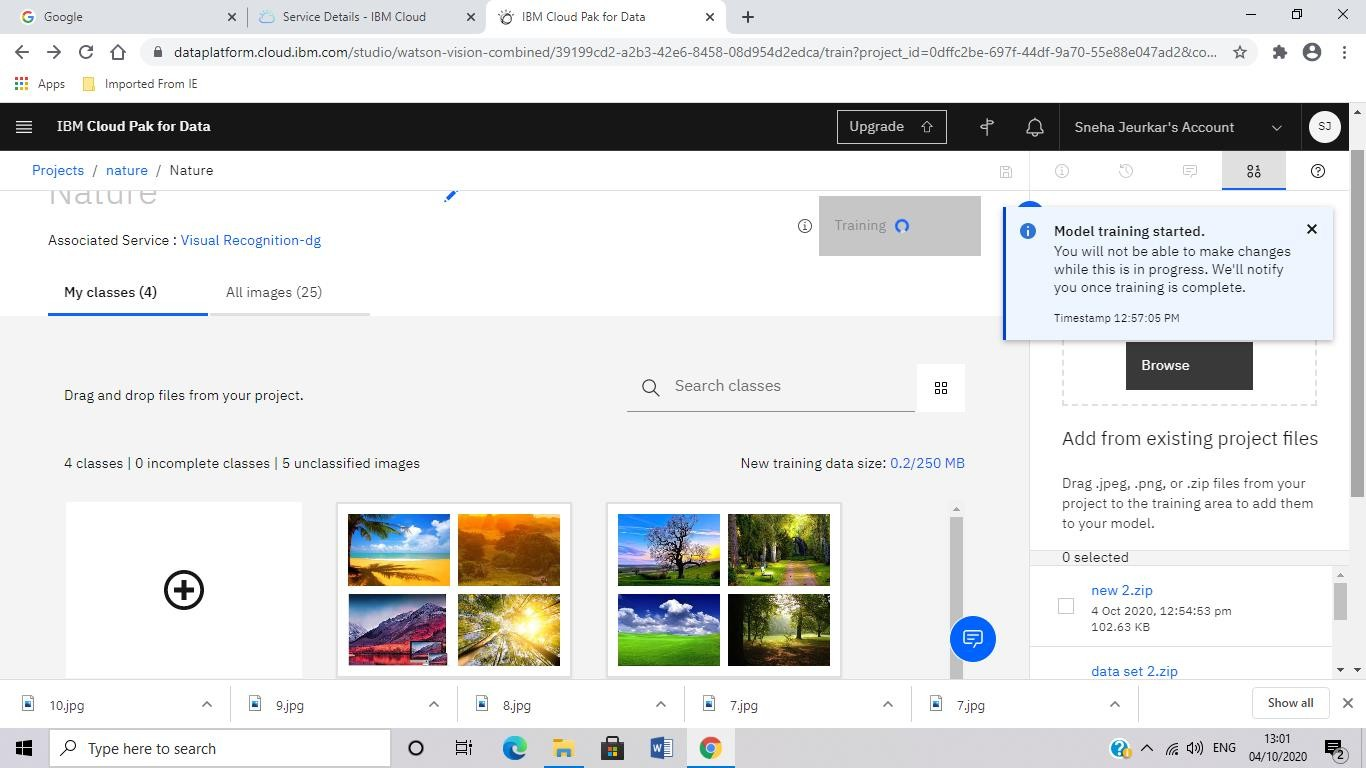 Google
Service Details - IBM Cloud
IBM Cloud Pak for Data
dataplatform.cloud.ibm.com/studio/watson-vision-combined/39199cd2-a2b3-42e6-8458-08d954d2edca/train?project_id=0dffc2be-697f-44df-9a70-55e88e047ad2&co...
Apps
Imported From IE
IBM Cloud Pak for Data
Upgrade
Sneha Jeurkar's Account
SJ
Projects / nature / Nature
Nature
Associated Service : Visual Recognition-dg
Training
Model training started.
You will not be able to make changes
while this is in progress. We'll notify
you once training is complete.
Timestamp 12:57:05 PM
My classes (4)
All images (25)
Browse
Drag and drop files from your project.
Search classes
Add from existing project files
4 classes | 0 incomplete classes | 5 unclassified images
New training data size: 0.2/250 MB
Drag .jpeg, .png, or .zip files from your
project to the training area to add them
to your model.
0 selected
new 2.zip
4 Oct 2020, 12:54:53 pm
102.63 KB
data set 2.zip
10.jpg
9.jpg
8.jpg
7.jpg
7.jpg
Show all
Type here to search
ENG
13:01
04/10/2020
2